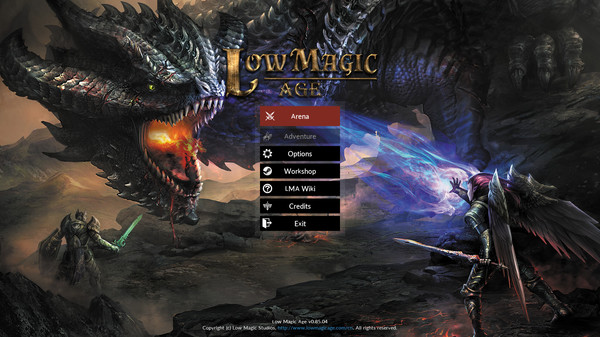 LOW MAGIC
AGE
Arena
Adventure
Options
Workshop
LMA Wiki
Credits
Exit
Low Magic Age v0.85.04
Copyright (c) Low Magic Studios, http://www.lowmagicage.com/en. All rights reserved.